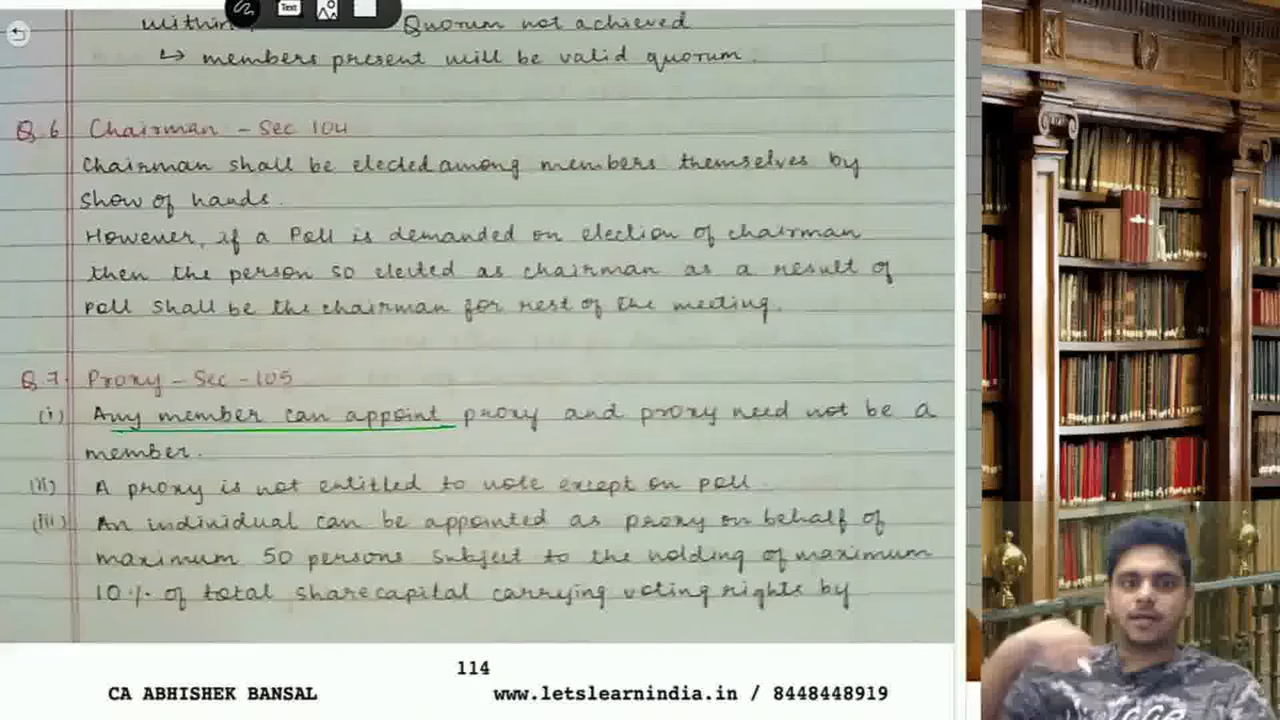 Text
within Quorum not achieved
↳ members present will be valid quorum.
Q.6 Chairman - Sec 104
Chairman shall be elected among members themselves by
show of hands.
However, if a Poll is demanded on election of chairman
then the person so elected as chairman as a result of
poll shall be the chairman for rest of the meeting.
Q.7 Proxy - Sec - 105
(i) Any member can appoint proxy and proxy need not be a
member.
(ii) A proxy is not entitled to vote except on poll.
(iii) An individual can be appointed as proxy on behalf of
maximum 50 persons subject to the holding of maximum
10% of total share capital carrying voting rights by
114
CA ABHISHEK BANSAL www.letslearnindia.in / 8448448919